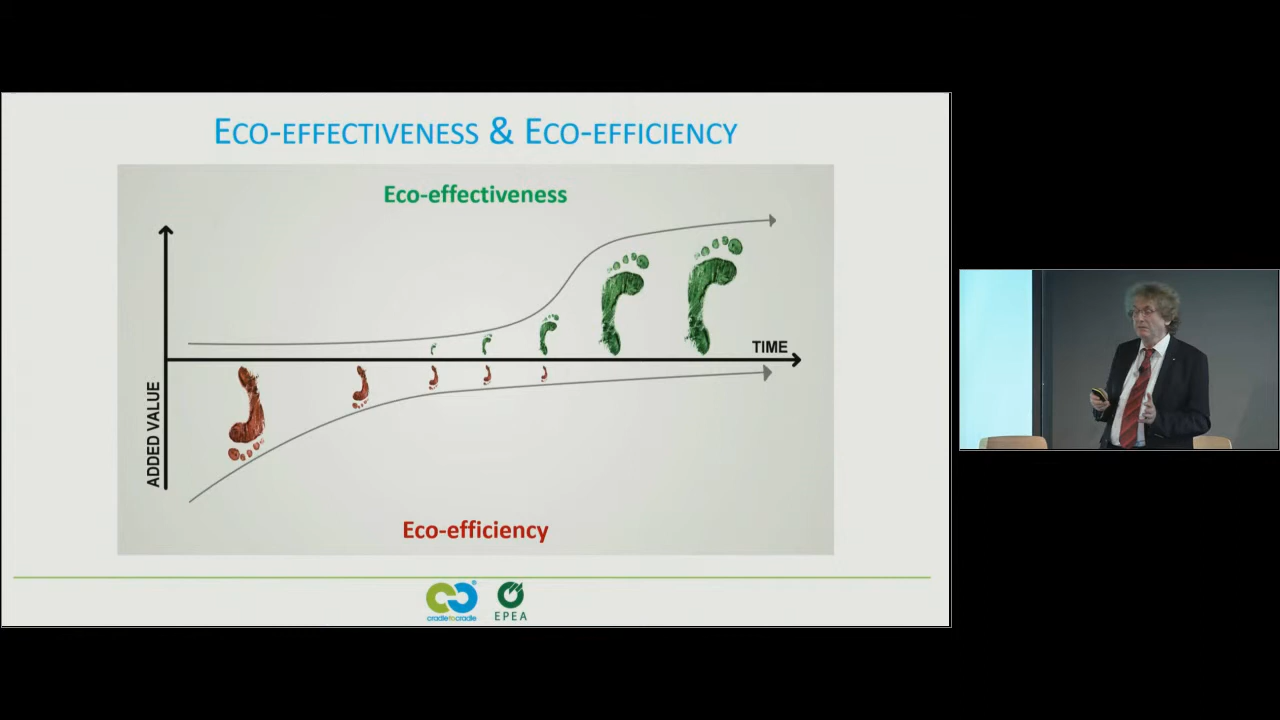 ECO-EFFECTIVENESS & ECO-EFFICIENCY
Eco-effectiveness
TIME
ADDED VALUE
Eco-efficiency
cradletocradle
®
EPEA